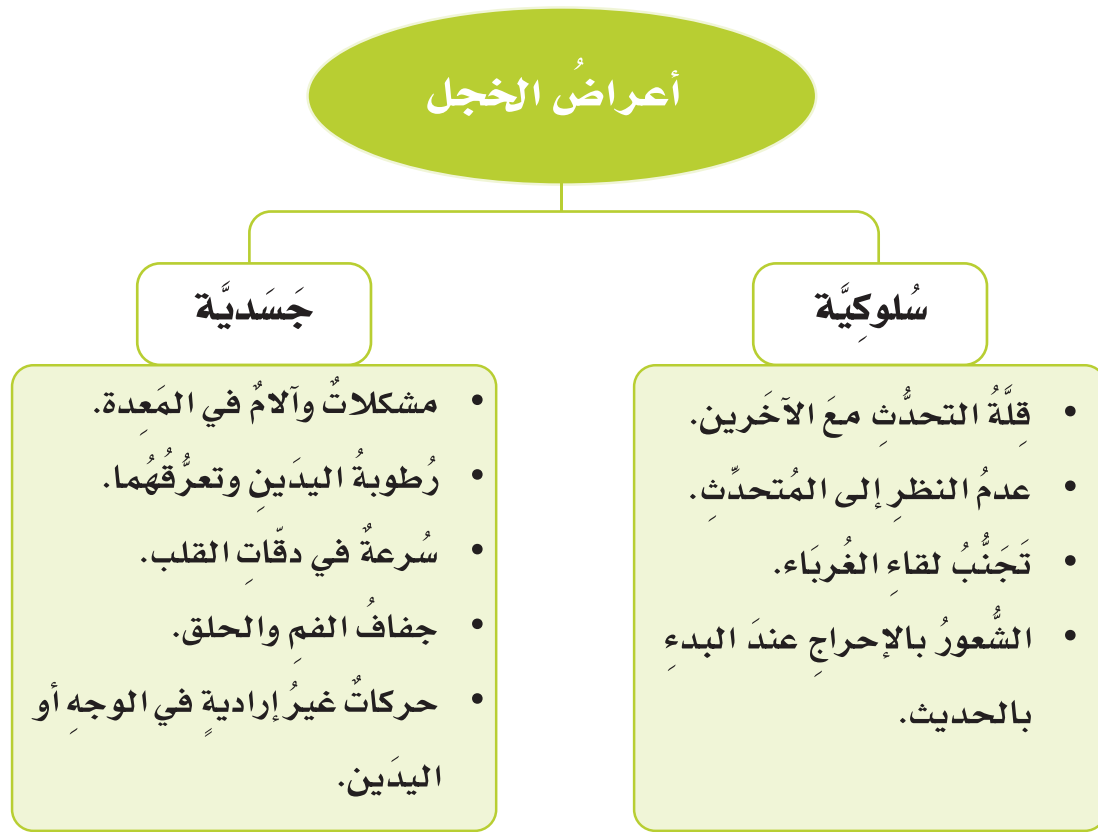 أعراضُ الخجل
سُلوكِيَّة
• قِلَّةُ التحدُّثِ معَ الآخَرين.
• عدمُ النظرِ إلى المُتحدِّثِ.
• تَجَنُّبُ لقاءِ الغُربَاء.
• الشُّعورُ بالإحراجِ عندَ البدءِ
بالحديث.
جَسَديَّة
• مشكلاتٌ وآلامٌ في المَعِدة.
• رُطوبةُ اليدَينِ وتعرُّقُهُما.
• سُرعةٌ في دقّاتِ القلب.
• جفافُ الفمِ والحلق.
• حركاتٌ غيرُ إراديةٍ في الوجهِ أو
اليدَين.